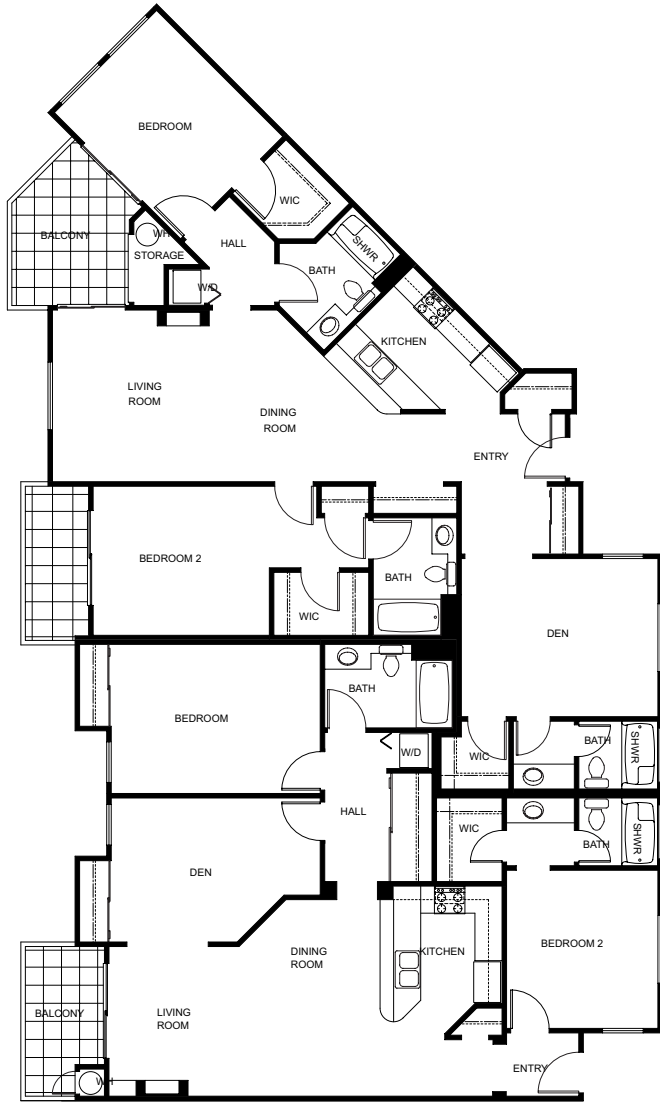 BEDROOM
WIC
BALCONY
WH
STORAGE
HALL
SHWR
BATH
W/D
KITCHEN
LIVING
ROOM
DINING
ROOM
ENTRY
BEDROOM 2
BATH
WIC
DEN
BEDROOM
BATH
W/D
WIC
BATH
SHWR
HALL
WIC
BATH
SHWR
DEN
DINING
ROOM
KITCHEN
BEDROOM 2
BALCONY
LIVING
ROOM
ENTRY